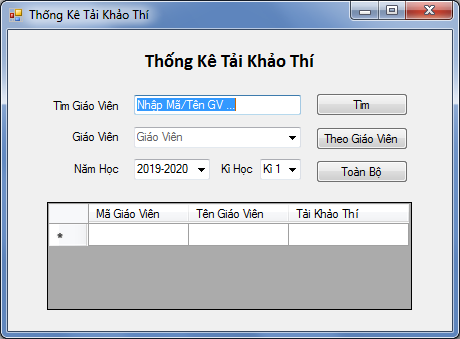 Thống Kê Tải Khảo Thí
Thống Kê Tải Khảo Thí
Tìm Giáo Viên Nhập Mã/Tên GV ... Tìm
Giáo Viên Giáo Viên Theo Giáo Viên
Năm Học 2019-2020 Kì Học Kì 1 Toàn Bộ
Mã Giáo Viên Tên Giáo Viên Tải Khảo Thí
*